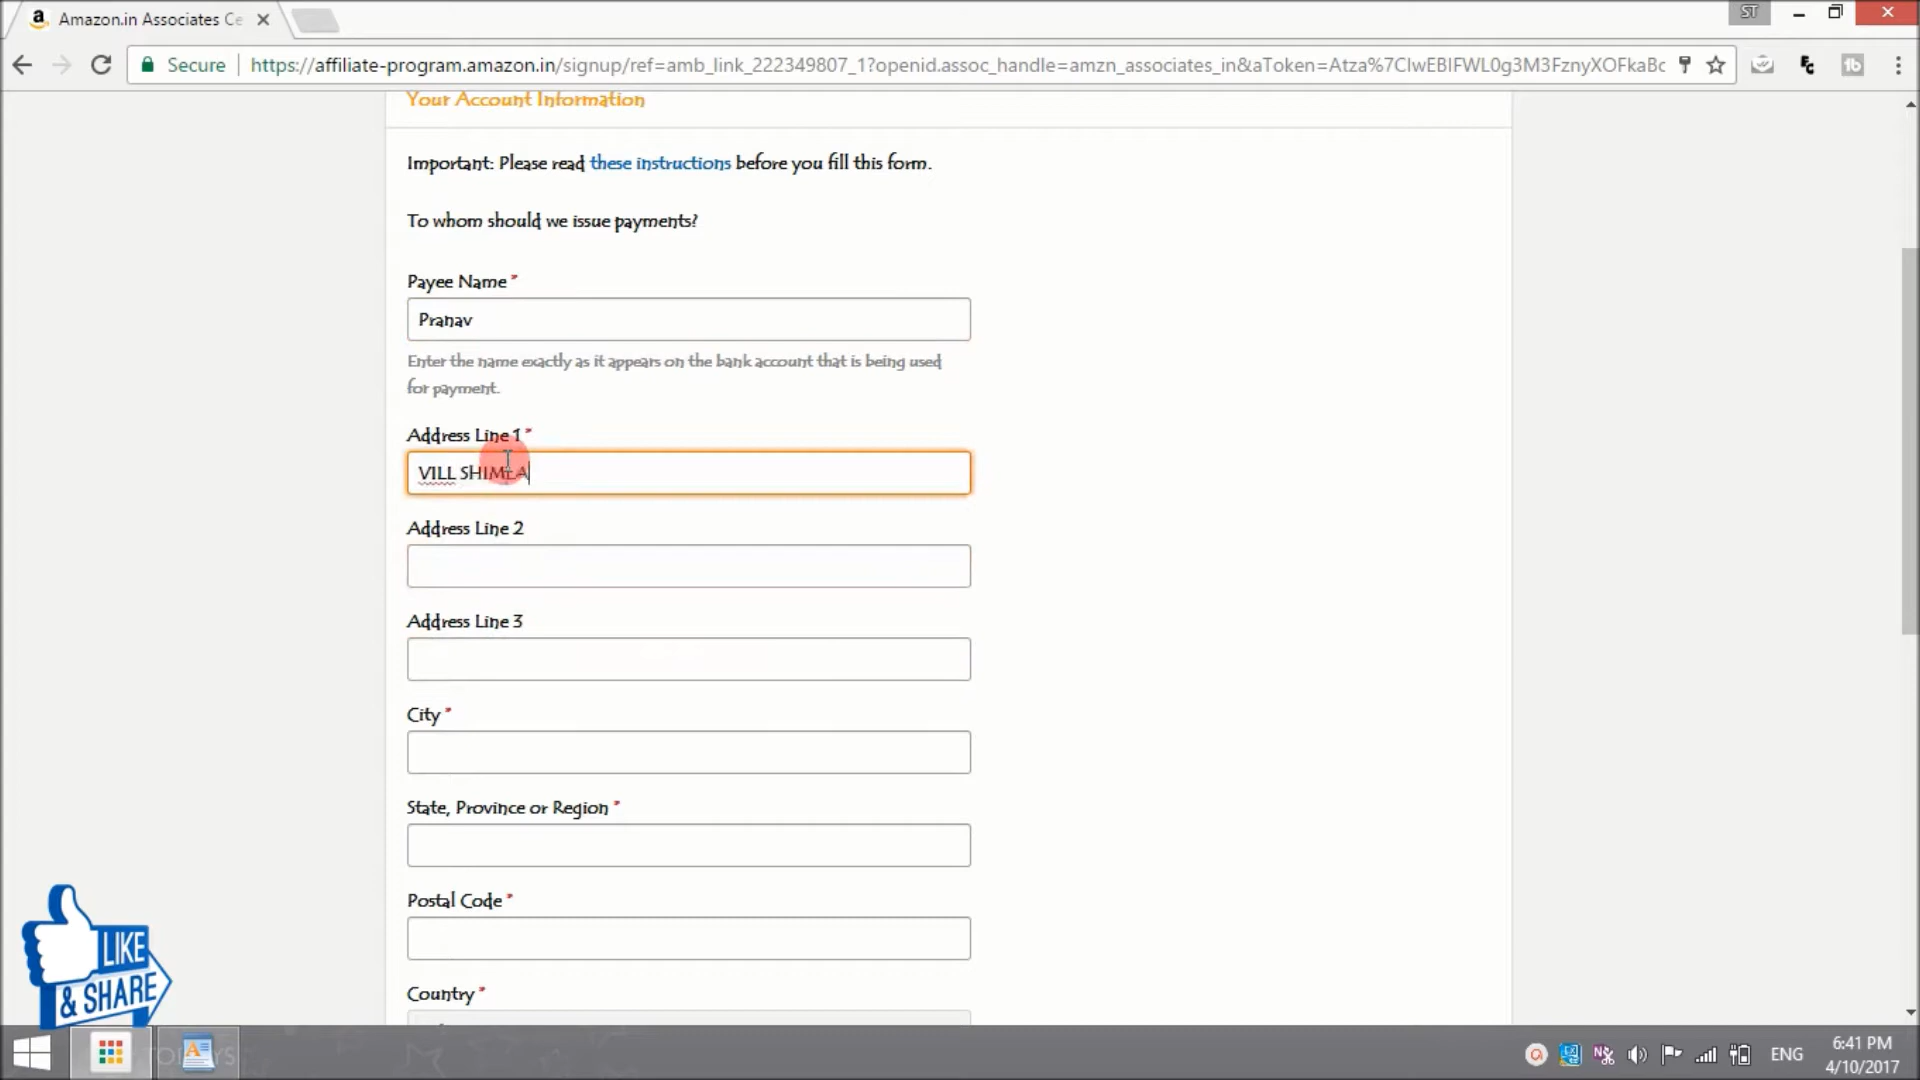 Amazon.in Associates Ce
ST
Secure
https://affiliate-program.amazon.in/signup/ref=amb_link_222349807_1?openid.assoc_handle=amzn_associates_in&aToken=Atza%7CIwEBIFWL0g3M3FznyXOFkaBc
Your Account Information
Important: Please read these instructions before you fill this form.
To whom should we issue payments?
Payee Name *
Pranav
Enter the name exactly as it appears on the bank account that is being used
for payment.
Address Line 1 *
VILL SHIMLA
Address Line 2
Address Line 3
City *
State, Province or Region *
Postal Code *
Country *
LIKE
& SHARE
ENG
6:41 PM
4/10/2017